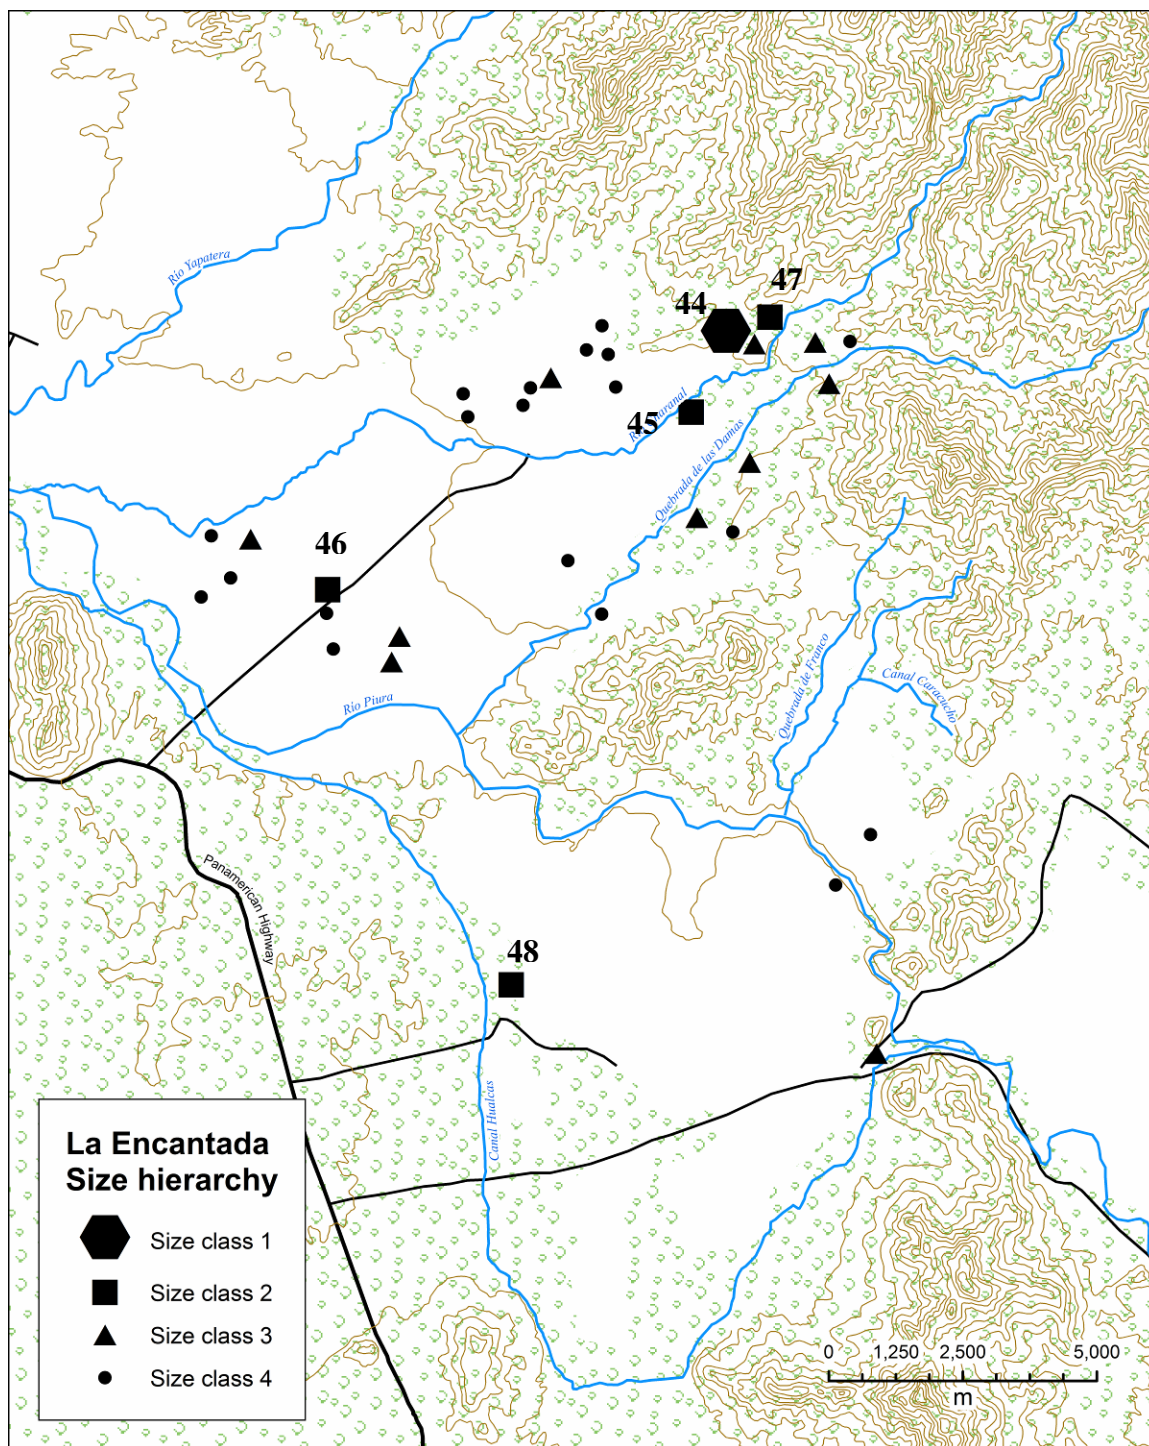 Río Yapatera
47
44
Río Charanal
45
Quebrada de las Damas
46
Quebrada de Franco
Canal Caracucho
Río Piura
Panamerican Highway
48
Canal Hualcas
La Encantada
Size hierarchy
Size class 1
Size class 2
Size class 3
Size class 4
0 1,250 2,500 5,000
m